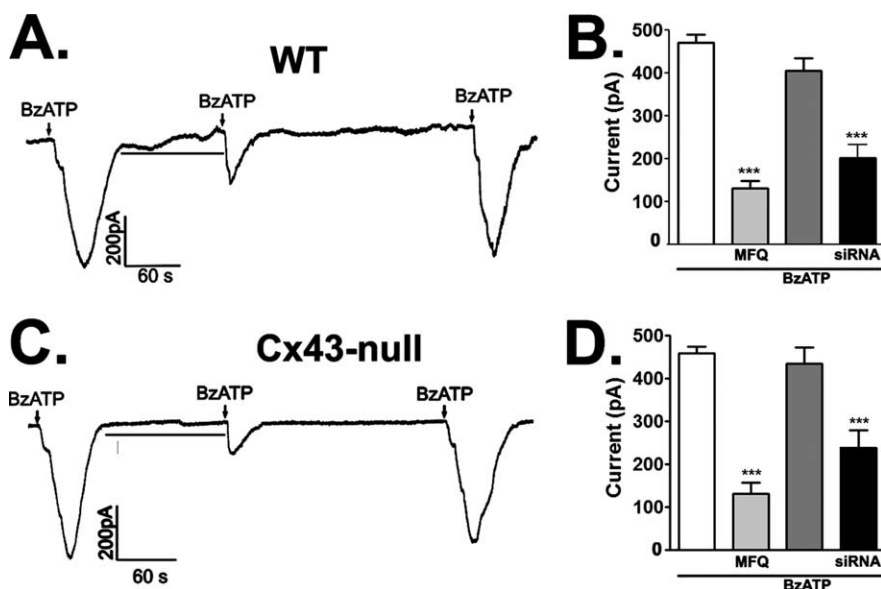 A.
WT
BzATP
BzATP
BzATP
200pA
60 s
B.
Current (pA)
500
400
300
200
100
0
***
***
MFQ
siRNA
BzATP
C.
Cx43-null
BzATP
BzATP
BzATP
200pA
60 s
D.
Current (pA)
500
400
300
200
100
0
***
***
MFQ
siRNA
BzATP